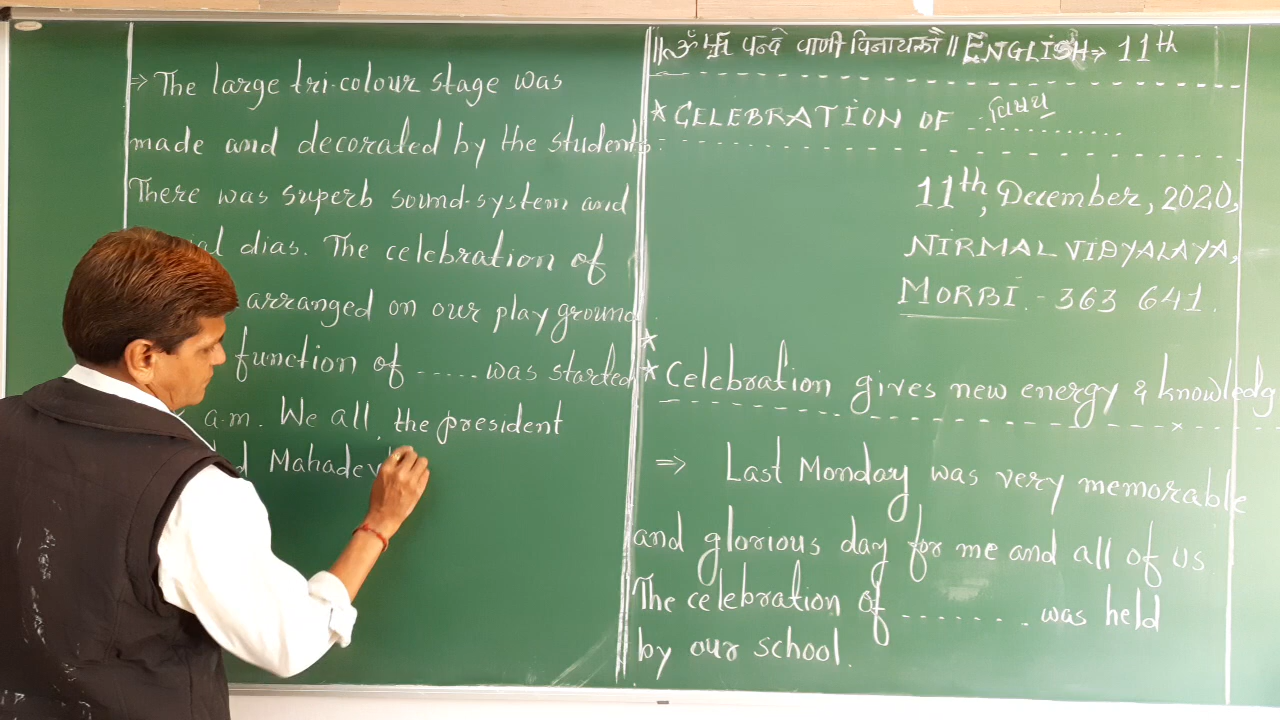 ⇒ The large tri-colour stage was
made and decorated by the students.
There was superb sound-system and
dias. The celebration of
arranged on our play ground.
function of ..... was started
a.m. We all, the president
Mahadev
॥ ॐ 卐 वन्दे वाणी विनायकौ ॥ ENGLISH⇒ 11th
* CELEBRATION OF ............
11th, December, 2020,
NIRMAL VIDYALAYA,
MORBI. - 363 641.
* Celebration gives new energy & knowledg
⇒ Last Monday was very memorable
and glorious day for me and all of us.
The celebration of ....... was held
by our school.